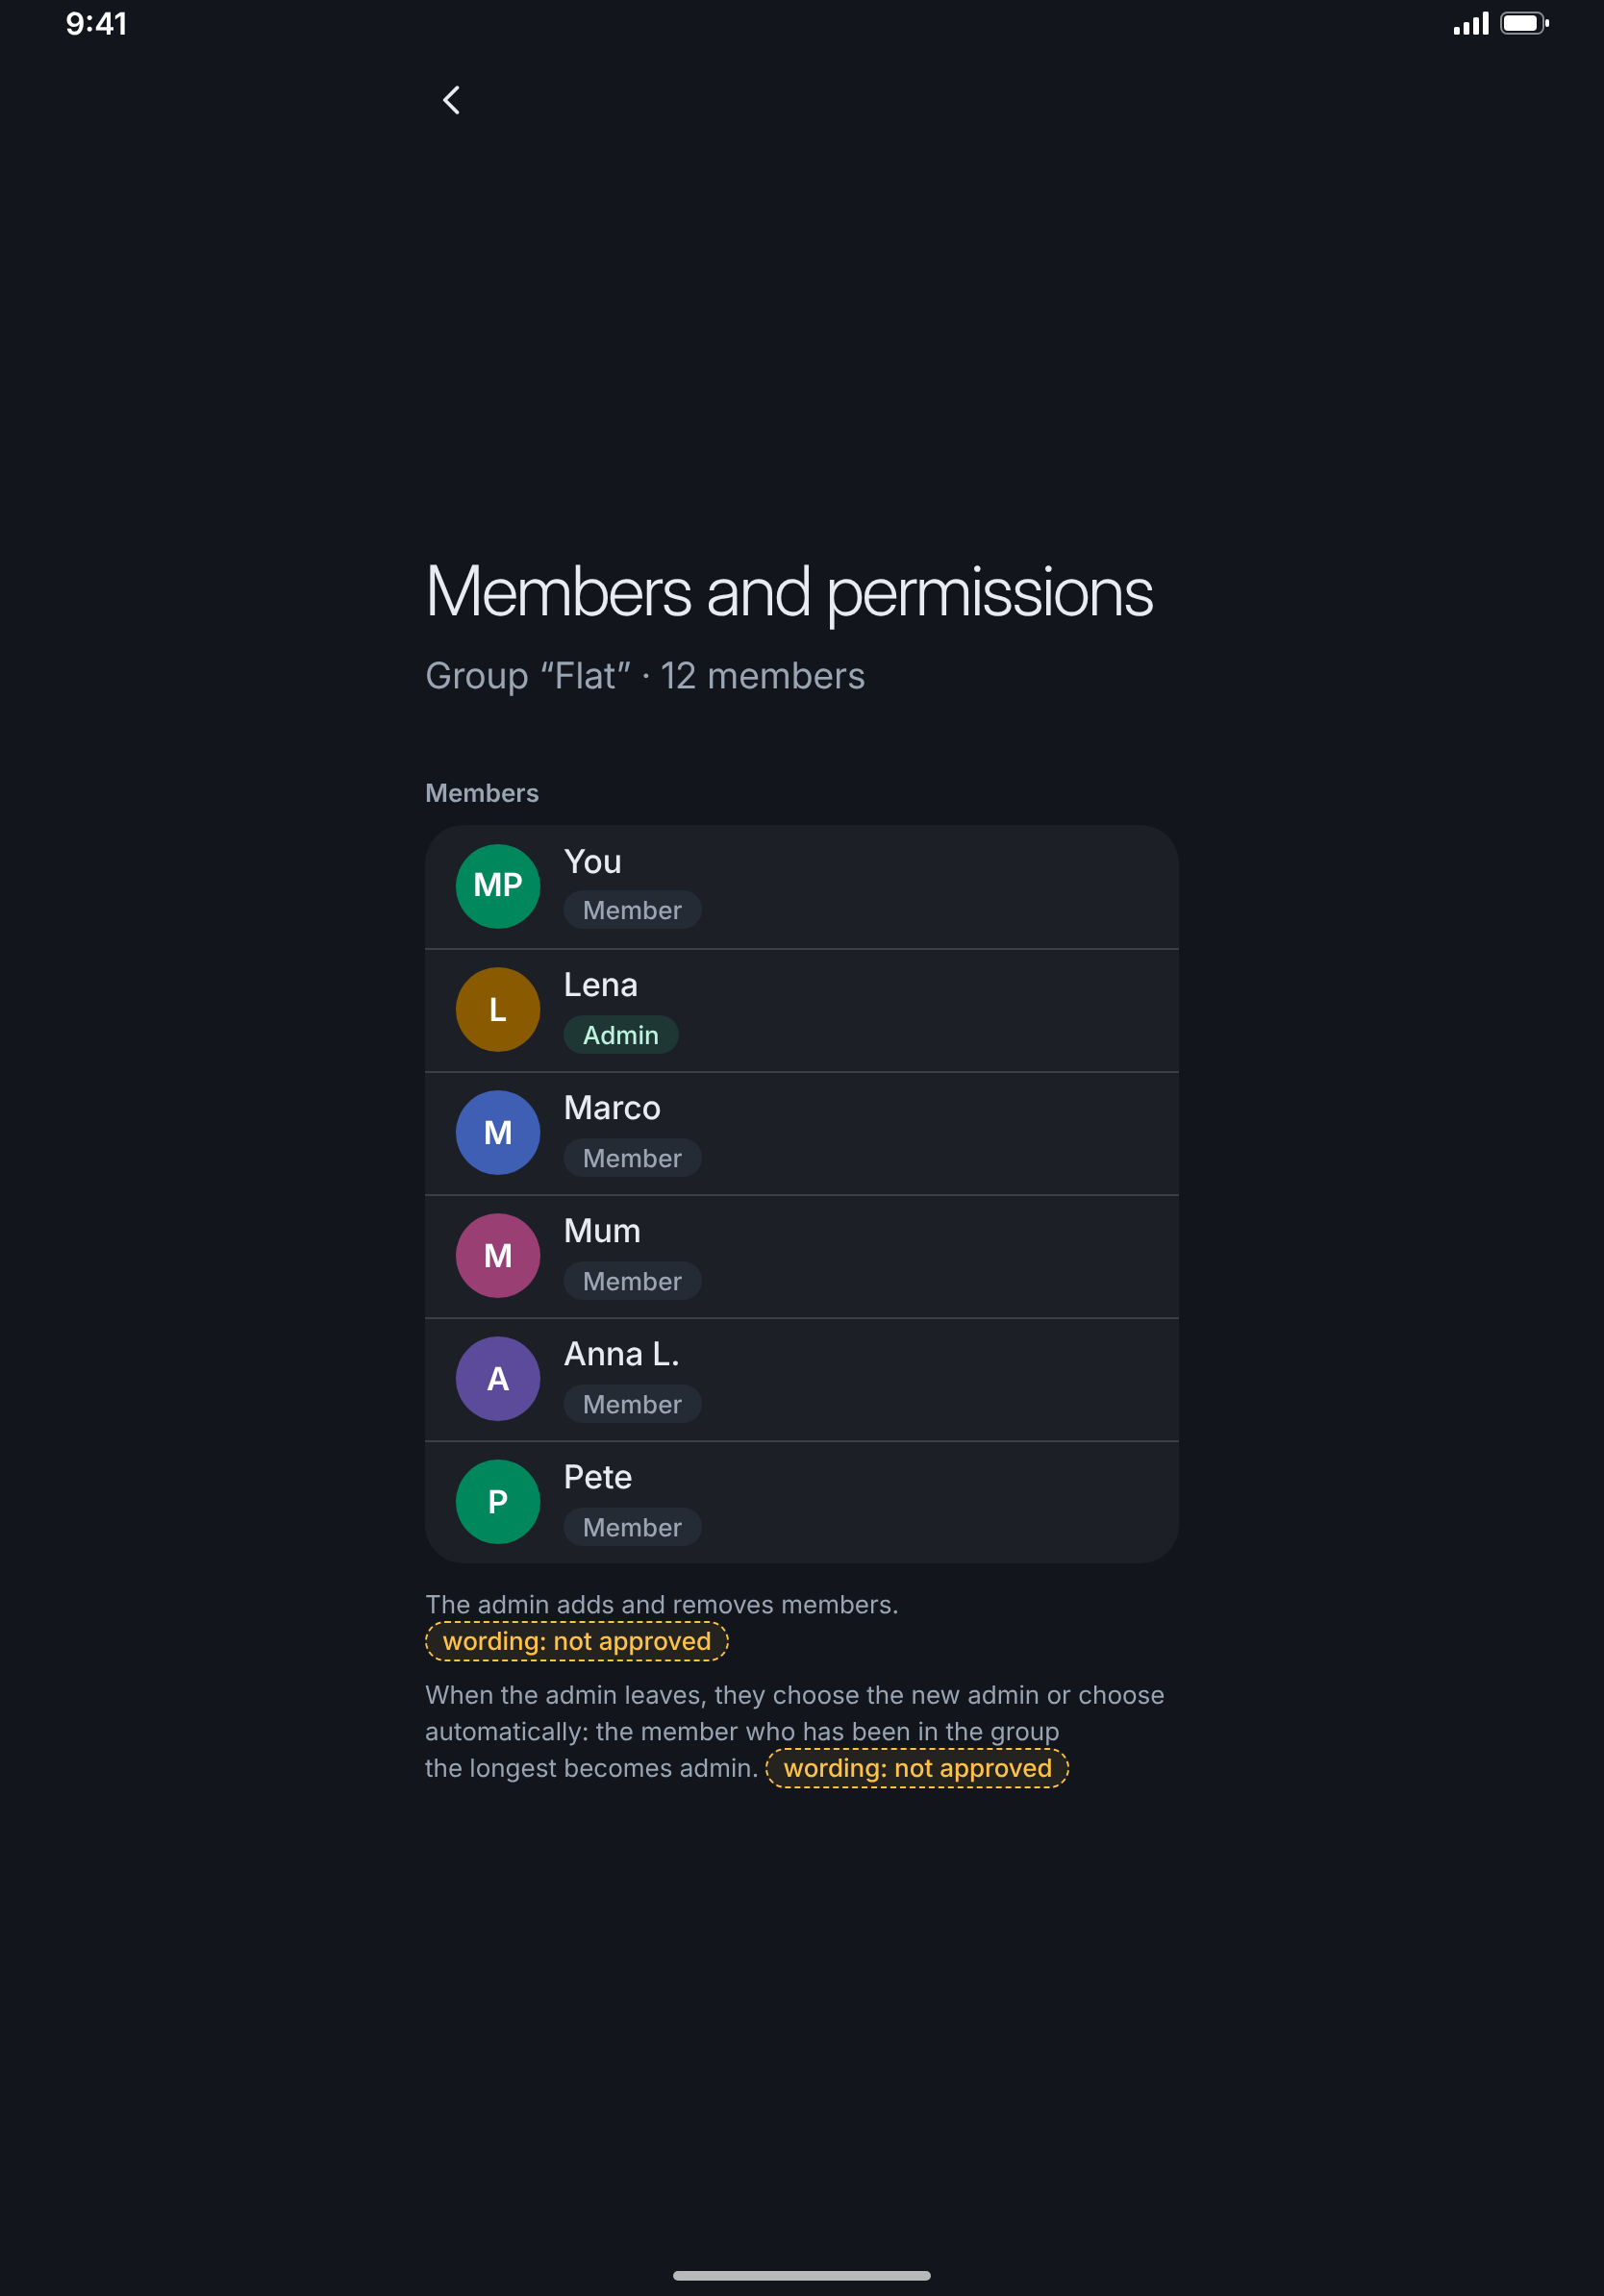 9:41
Members and permissions
Group “Flat” · 12 members
Members
MP
You
Member
L
Lena
Admin
M
Marco
Member
M
Mum
Member
A
Anna L.
Member
P
Pete
Member
The admin adds and removes members.
wording: not approved
When the admin leaves, they choose the new admin or choose
automatically: the member who has been in the group
the longest becomes admin. wording: not approved